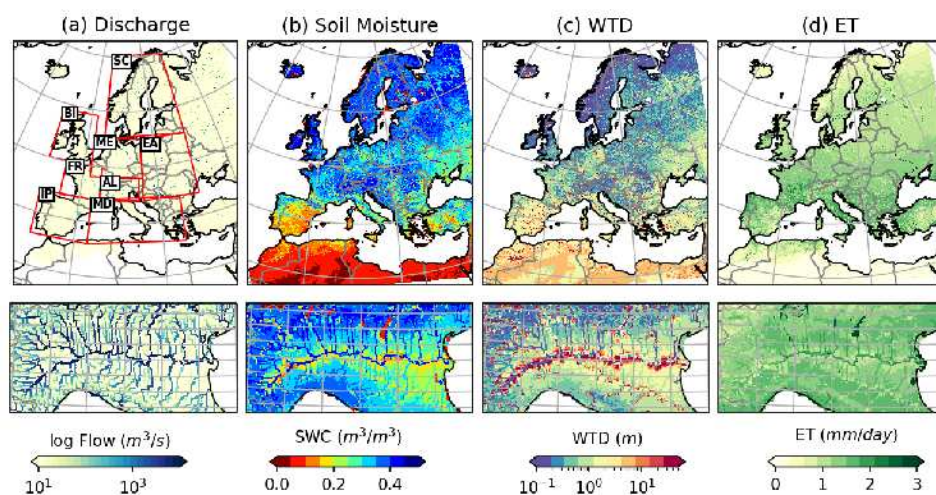 (a) Discharge (b) Soil Moisture (c) WTD (d) ET
SC
BI
ME EA
FR
AL
IP MD
log Flow (m³/s) SWC (m³/m³) WTD (m) ET (mm/day)
10¹ 10³ 0.0 0.2 0.4 10⁻¹ 10⁰ 10¹ 0 1 2 3